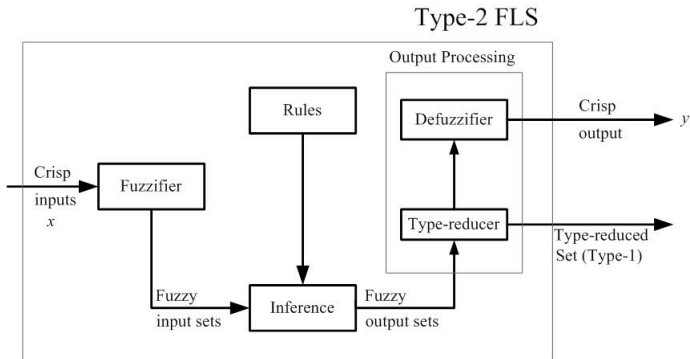 Type-2 FLS
Output Processing
Rules
Defuzzifier
Crisp
output
y
Crisp
inputs
x
Fuzzifier
Type-reducer
Type-reduced
Set (Type-1)
Fuzzy
input sets
Inference
Fuzzy
output sets